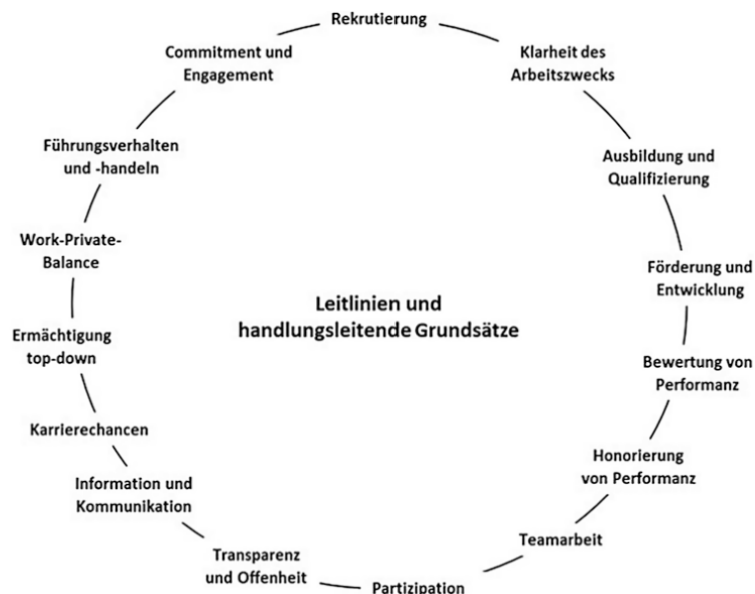 Rekrutierung
Klarheit des
Arbeitszwecks
Ausbildung und
Qualifizierung
Förderung und
Entwicklung
Bewertung von
Performanz
Honorierung
von Performanz
Teamarbeit
Partizipation
Transparenz
und Offenheit
Information und
Kommunikation
Karrierechancen
Ermächtigung
top-down
Work-Private-
Balance
Führungsverhalten
und -handeln
Commitment und
Engagement
Leitlinien und
handlungsleitende Grundsätze